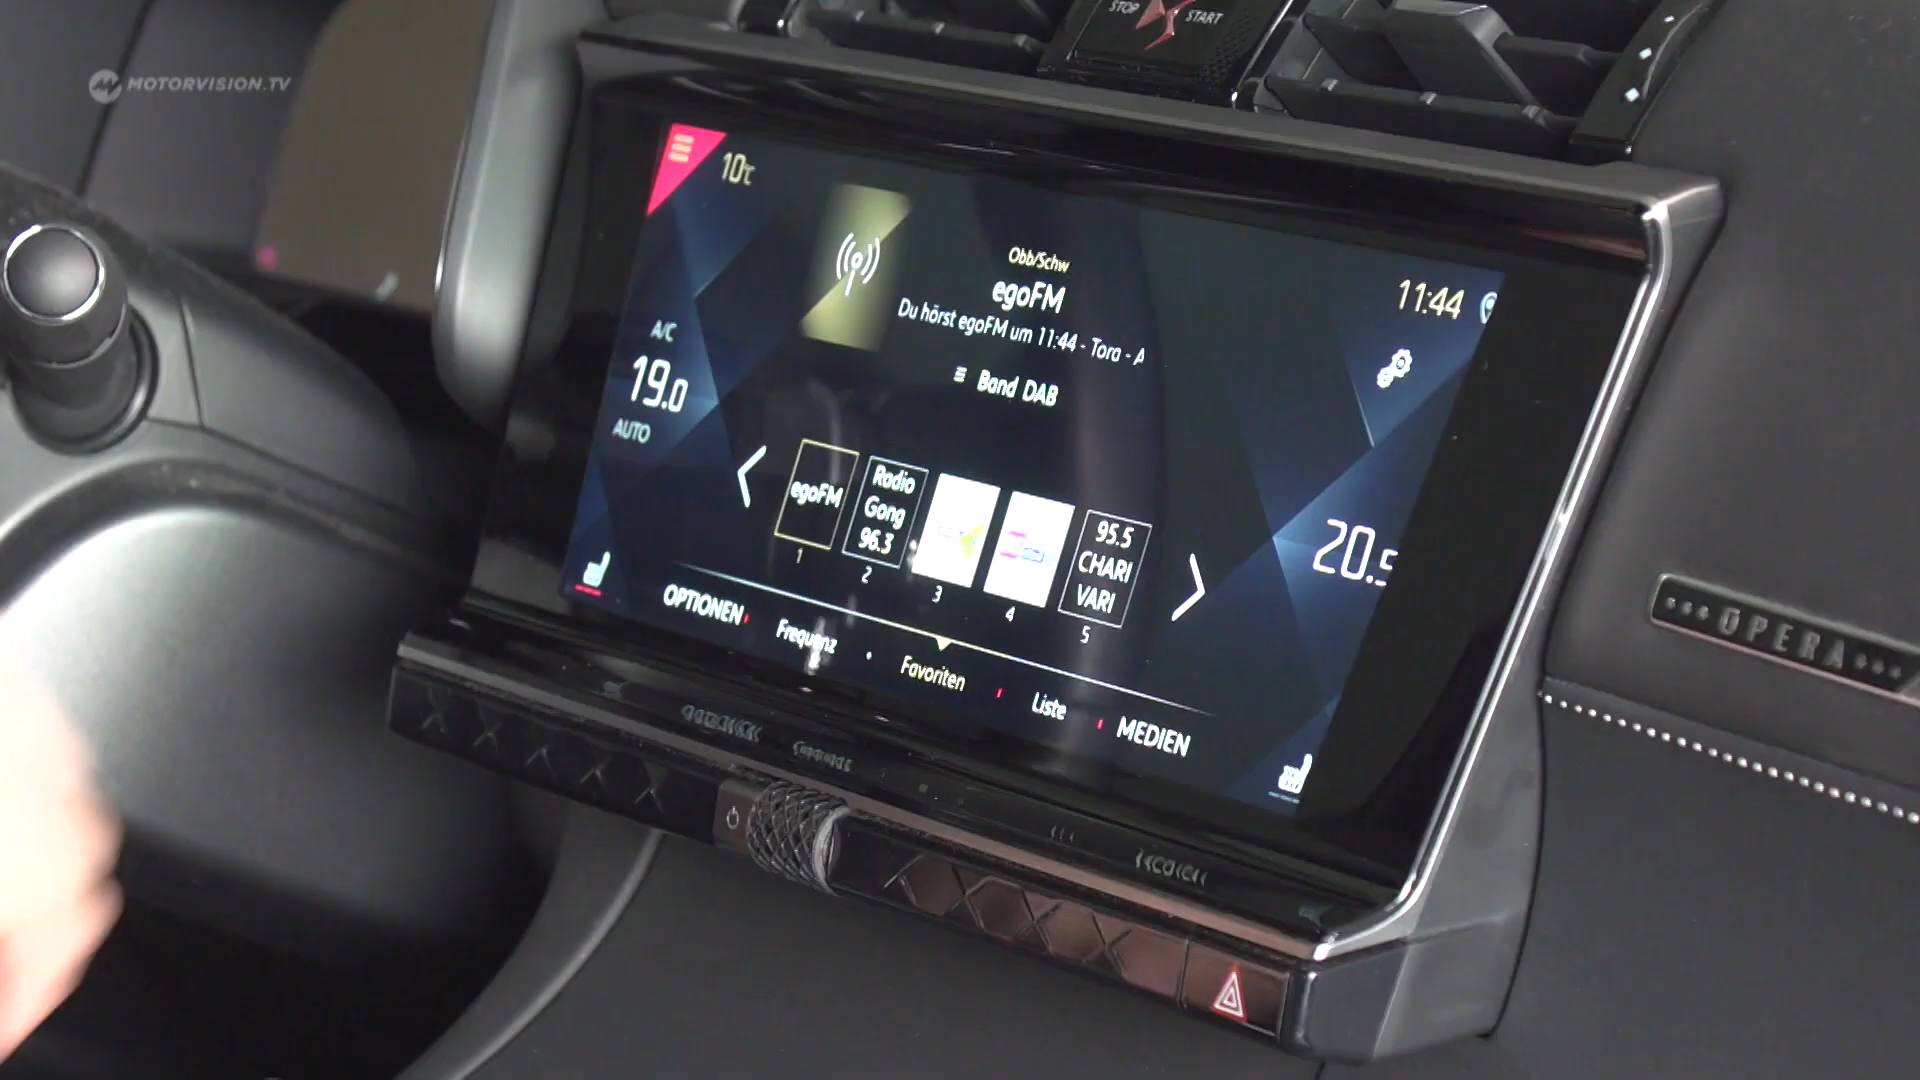 MOTORVISION.TV
STOP START
10°C
Obb/Schw
egoFM
Du hörst egoFM um 11:44 - Tora - A
Band DAB
11:44
A/C
19.0
AUTO
20.5
egoFM
Radio
Gong
96.3
95.5
CHARI
VARI
1
2
3
4
5
OPTIONEN
Frequenz
Favoriten
Liste
MEDIEN
OPERA